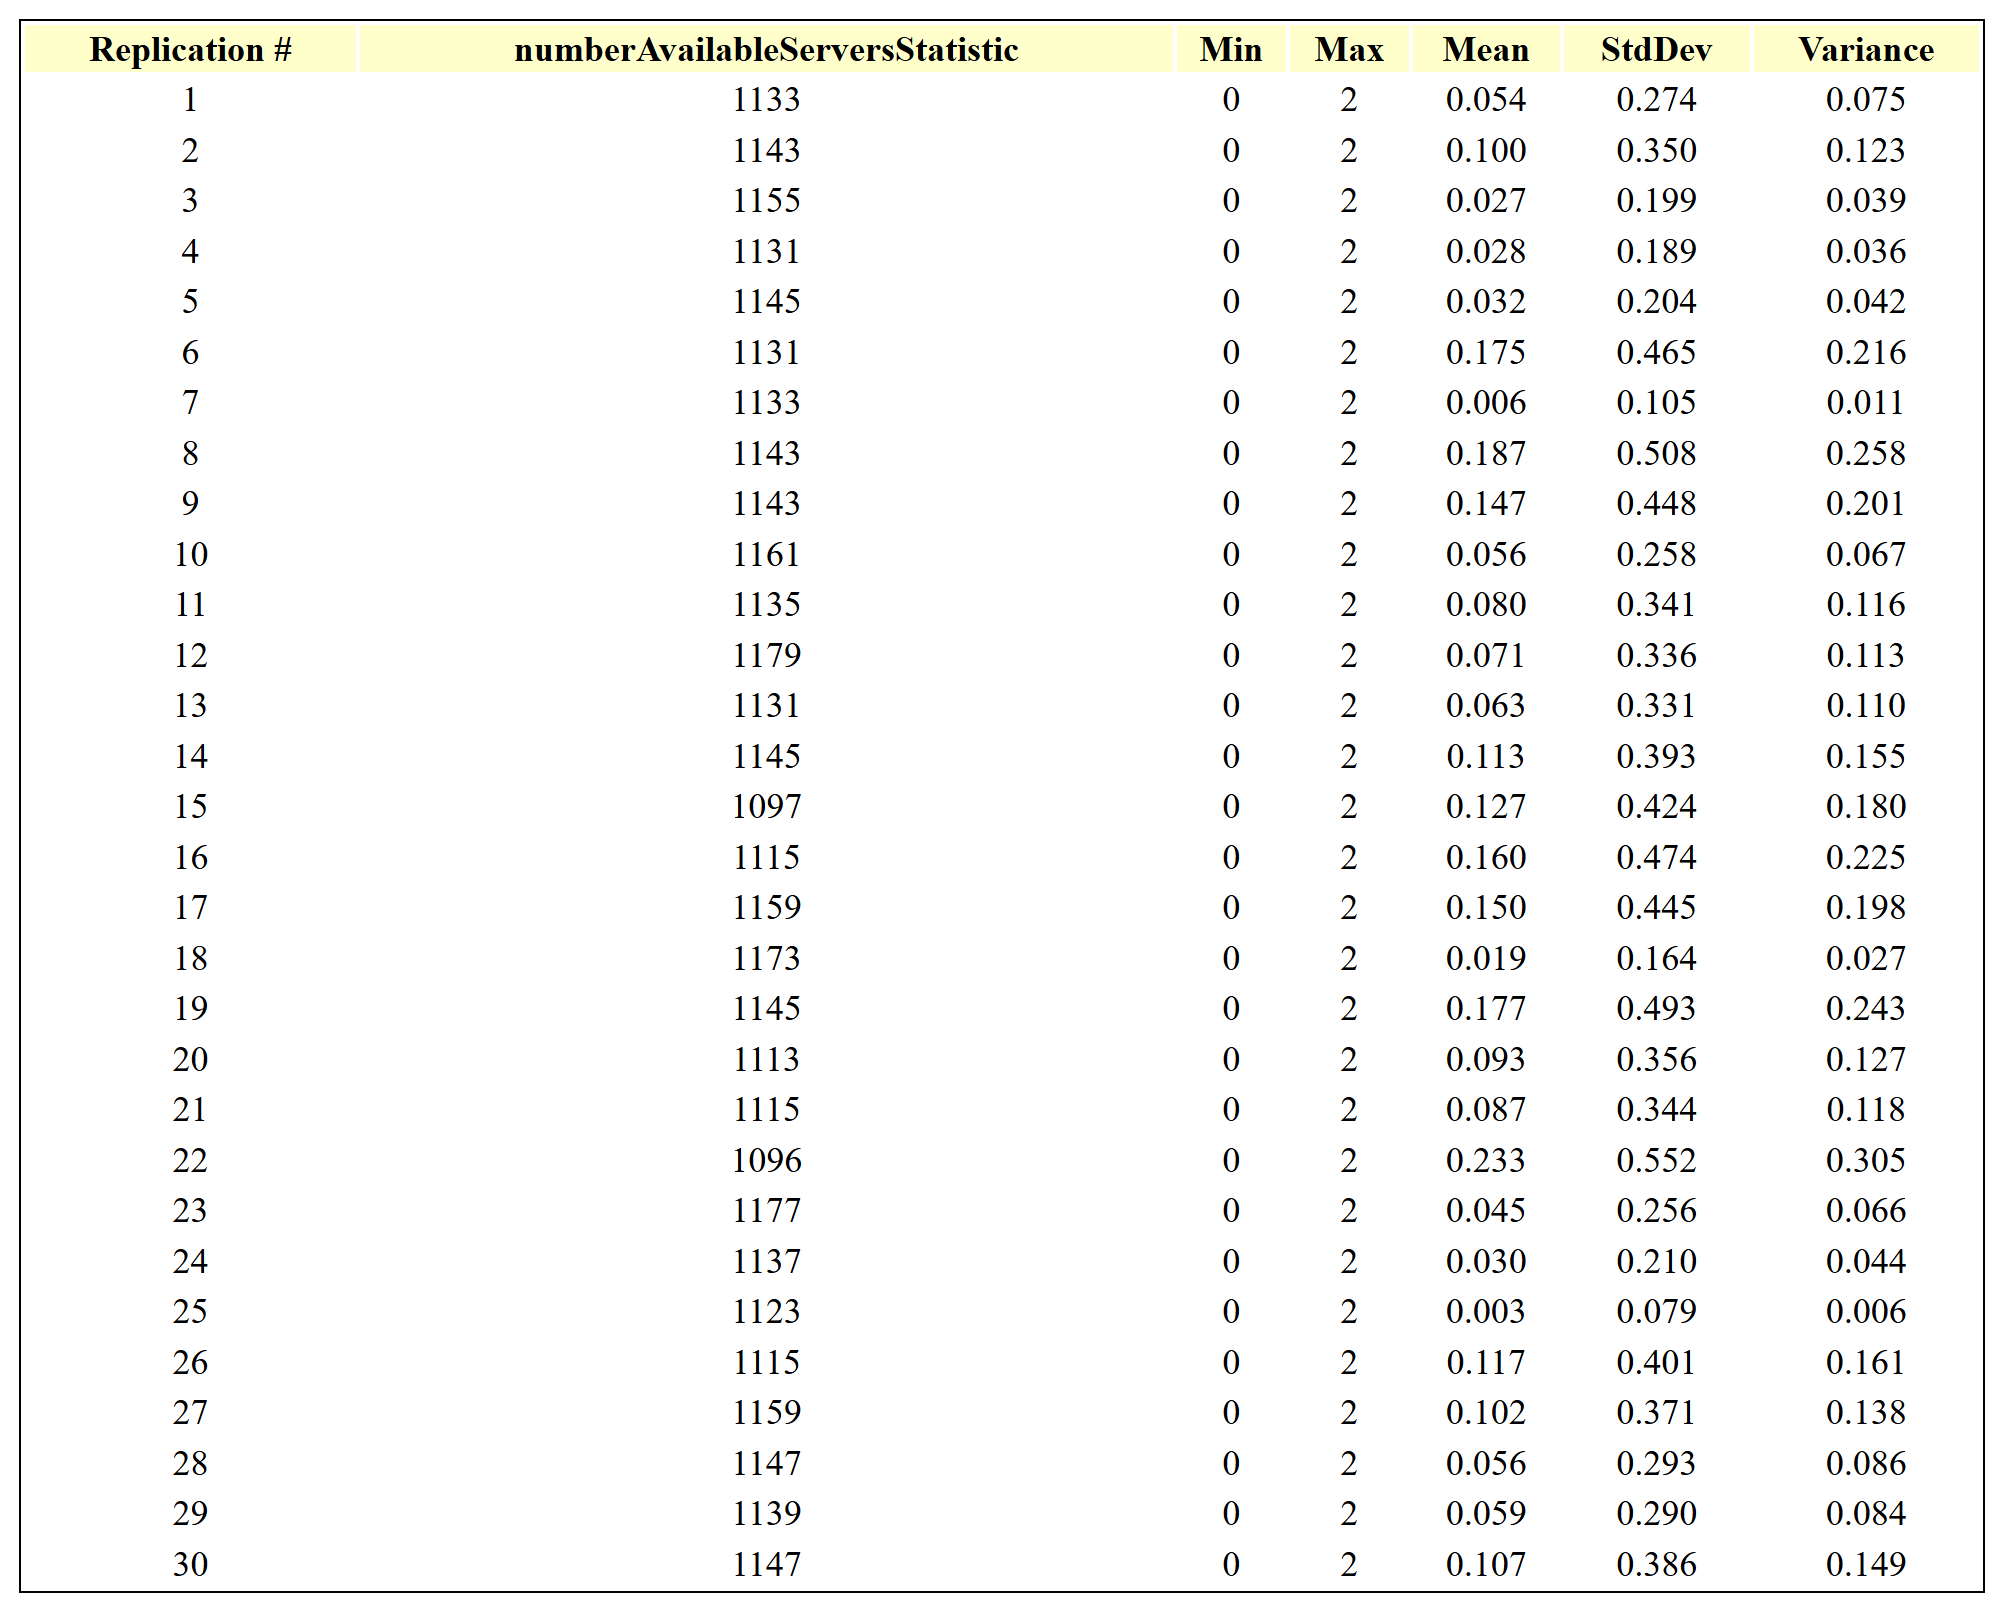 Replication # numberAvailableServersStatistic Min Max Mean StdDev Variance
1 1133 0 2 0.054 0.274 0.075
2 1143 0 2 0.100 0.350 0.123
3 1155 0 2 0.027 0.199 0.039
4 1131 0 2 0.028 0.189 0.036
5 1145 0 2 0.032 0.204 0.042
6 1131 0 2 0.175 0.465 0.216
7 1133 0 2 0.006 0.105 0.011
8 1143 0 2 0.187 0.508 0.258
9 1143 0 2 0.147 0.448 0.201
10 1161 0 2 0.056 0.258 0.067
11 1135 0 2 0.080 0.341 0.116
12 1179 0 2 0.071 0.336 0.113
13 1131 0 2 0.063 0.331 0.110
14 1145 0 2 0.113 0.393 0.155
15 1097 0 2 0.127 0.424 0.180
16 1115 0 2 0.160 0.474 0.225
17 1159 0 2 0.150 0.445 0.198
18 1173 0 2 0.019 0.164 0.027
19 1145 0 2 0.177 0.493 0.243
20 1113 0 2 0.093 0.356 0.127
21 1115 0 2 0.087 0.344 0.118
22 1096 0 2 0.233 0.552 0.305
23 1177 0 2 0.045 0.256 0.066
24 1137 0 2 0.030 0.210 0.044
25 1123 0 2 0.003 0.079 0.006
26 1115 0 2 0.117 0.401 0.161
27 1159 0 2 0.102 0.371 0.138
28 1147 0 2 0.056 0.293 0.086
29 1139 0 2 0.059 0.290 0.084
30 1147 0 2 0.107 0.386 0.149